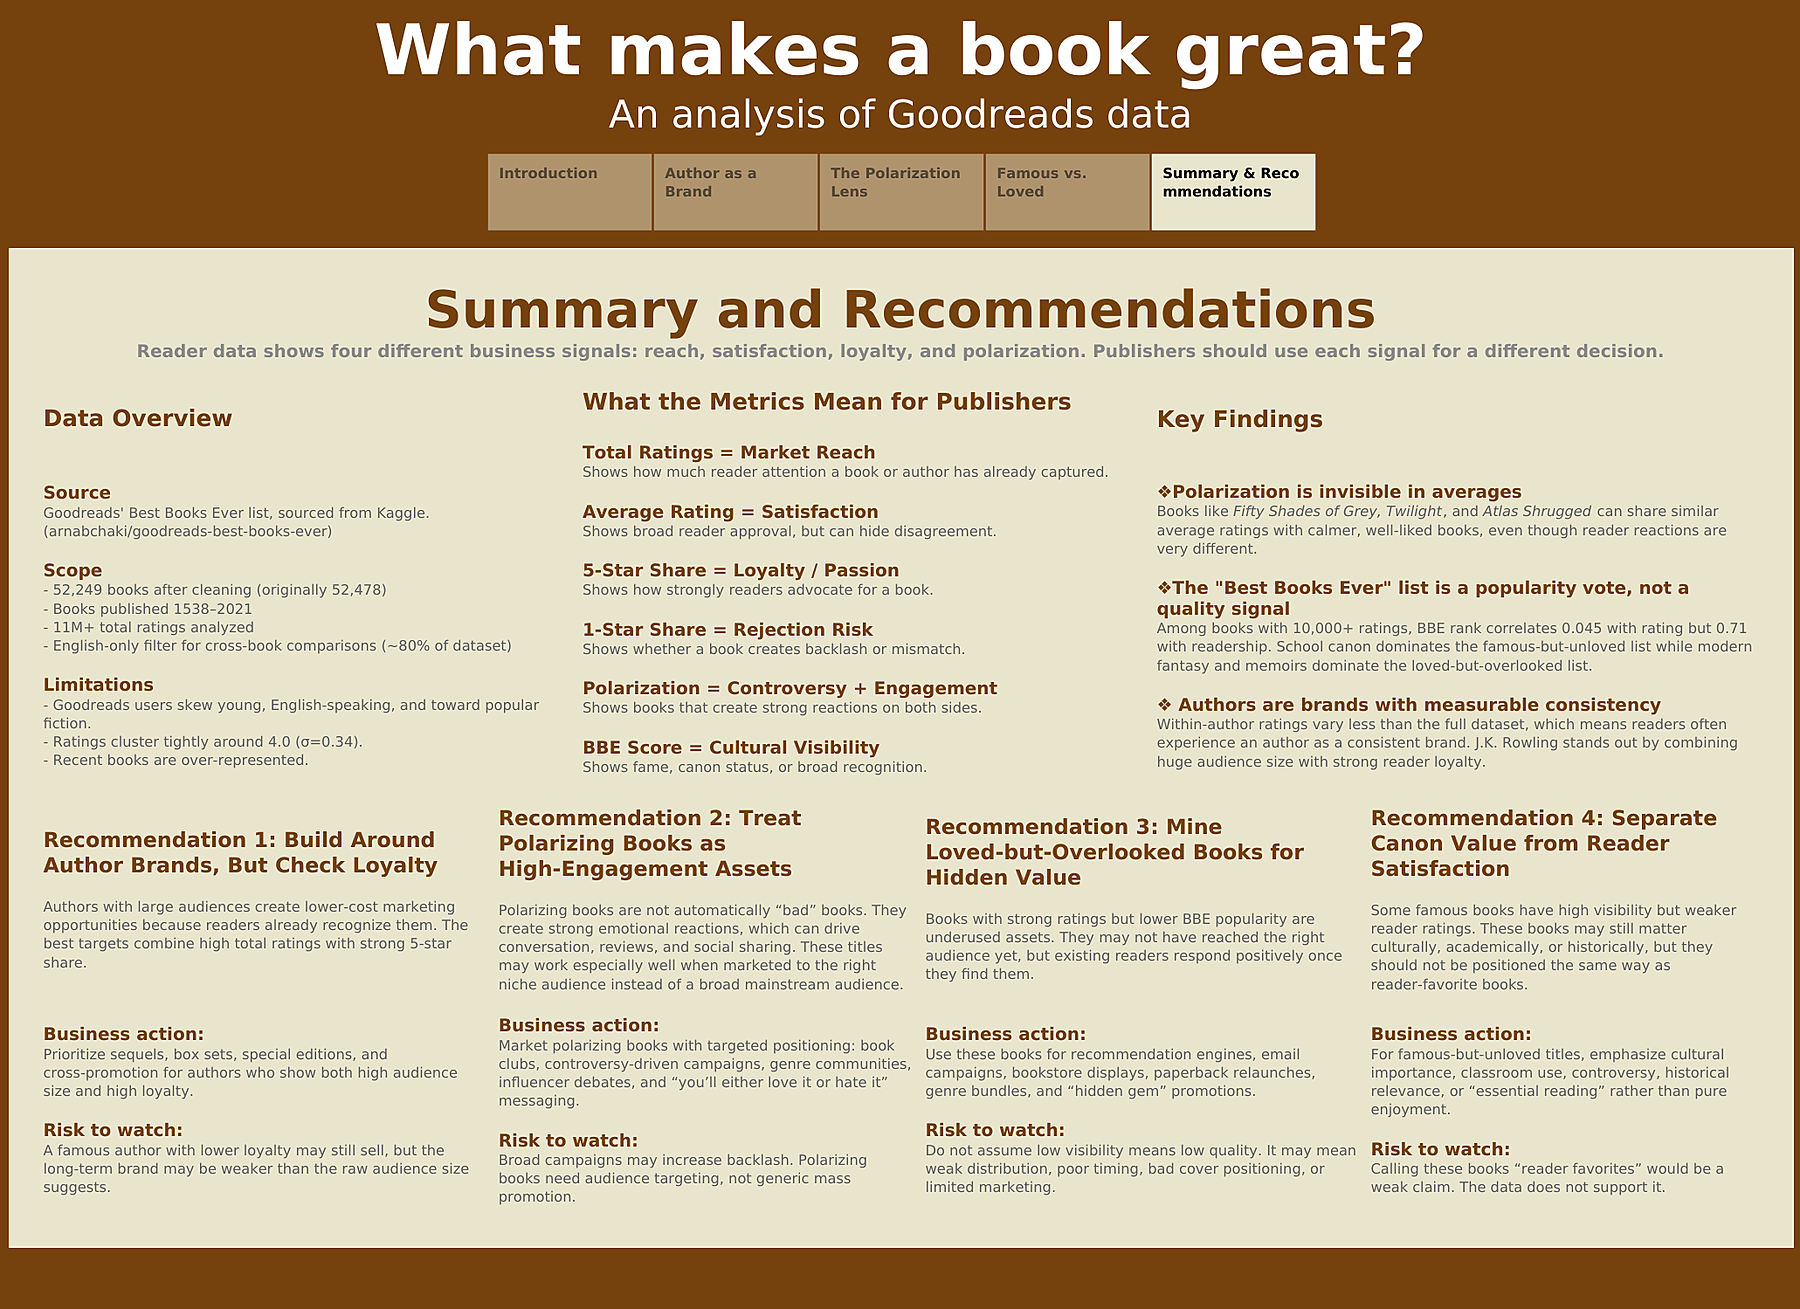 What makes a book great?
An analysis of Goodreads data
Introduction
Author as a
Brand
The Polarization
Lens
Famous vs.
Loved
Summary & Reco
mmendations
Summary and Recommendations
Reader data shows four different business signals: reach, satisfaction, loyalty, and polarization. Publishers should use each signal for a different decision.
Data Overview
Source
Goodreads' Best Books Ever list, sourced from Kaggle.
(arnabchaki/goodreads-best-books-ever)
Scope
- 52,249 books after cleaning (originally 52,478)
- Books published 1538–2021
- 11M+ total ratings analyzed
- English-only filter for cross-book comparisons (~80% of dataset)
Limitations
- Goodreads users skew young, English-speaking, and toward popular
fiction.
- Ratings cluster tightly around 4.0 (σ=0.34).
- Recent books are over-represented.
What the Metrics Mean for Publishers
Total Ratings = Market Reach
Shows how much reader attention a book or author has already captured.
Average Rating = Satisfaction
Shows broad reader approval, but can hide disagreement.
5-Star Share = Loyalty / Passion
Shows how strongly readers advocate for a book.
1-Star Share = Rejection Risk
Shows whether a book creates backlash or mismatch.
Polarization = Controversy + Engagement
Shows books that create strong reactions on both sides.
BBE Score = Cultural Visibility
Shows fame, canon status, or broad recognition.
Key Findings
❖Polarization is invisible in averages
Books like Fifty Shades of Grey, Twilight, and Atlas Shrugged can share similar
average ratings with calmer, well-liked books, even though reader reactions are
very different.
❖The "Best Books Ever" list is a popularity vote, not a
quality signal
Among books with 10,000+ ratings, BBE rank correlates 0.045 with rating but 0.71
with readership. School canon dominates the famous-but-unloved list while modern
fantasy and memoirs dominate the loved-but-overlooked list.
❖ Authors are brands with measurable consistency
Within-author ratings vary less than the full dataset, which means readers often
experience an author as a consistent brand. J.K. Rowling stands out by combining
huge audience size with strong reader loyalty.
Recommendation 1: Build Around
Author Brands, But Check Loyalty
Authors with large audiences create lower-cost marketing
opportunities because readers already recognize them. The
best targets combine high total ratings with strong 5-star
share.
Business action:
Prioritize sequels, box sets, special editions, and
cross-promotion for authors who show both high audience
size and high loyalty.
Risk to watch:
A famous author with lower loyalty may still sell, but the
long-term brand may be weaker than the raw audience size
suggests.
Recommendation 2: Treat
Polarizing Books as
High-Engagement Assets
Polarizing books are not automatically “bad” books. They
create strong emotional reactions, which can drive
conversation, reviews, and social sharing. These titles
may work especially well when marketed to the right
niche audience instead of a broad mainstream audience.
Business action:
Market polarizing books with targeted positioning: book
clubs, controversy-driven campaigns, genre communities,
influencer debates, and “you’ll either love it or hate it”
messaging.
Risk to watch:
Broad campaigns may increase backlash. Polarizing
books need audience targeting, not generic mass
promotion.
Recommendation 3: Mine
Loved-but-Overlooked Books for
Hidden Value
Books with strong ratings but lower BBE popularity are
underused assets. They may not have reached the right
audience yet, but existing readers respond positively once
they find them.
Business action:
Use these books for recommendation engines, email
campaigns, bookstore displays, paperback relaunches,
genre bundles, and “hidden gem” promotions.
Risk to watch:
Do not assume low visibility means low quality. It may mean
weak distribution, poor timing, bad cover positioning, or
limited marketing.
Recommendation 4: Separate
Canon Value from Reader
Satisfaction
Some famous books have high visibility but weaker
reader ratings. These books may still matter
culturally, academically, or historically, but they
should not be positioned the same way as
reader-favorite books.
Business action:
For famous-but-unloved titles, emphasize cultural
importance, classroom use, controversy, historical
relevance, or “essential reading” rather than pure
enjoyment.
Risk to watch:
Calling these books “reader favorites” would be a
weak claim. The data does not support it.